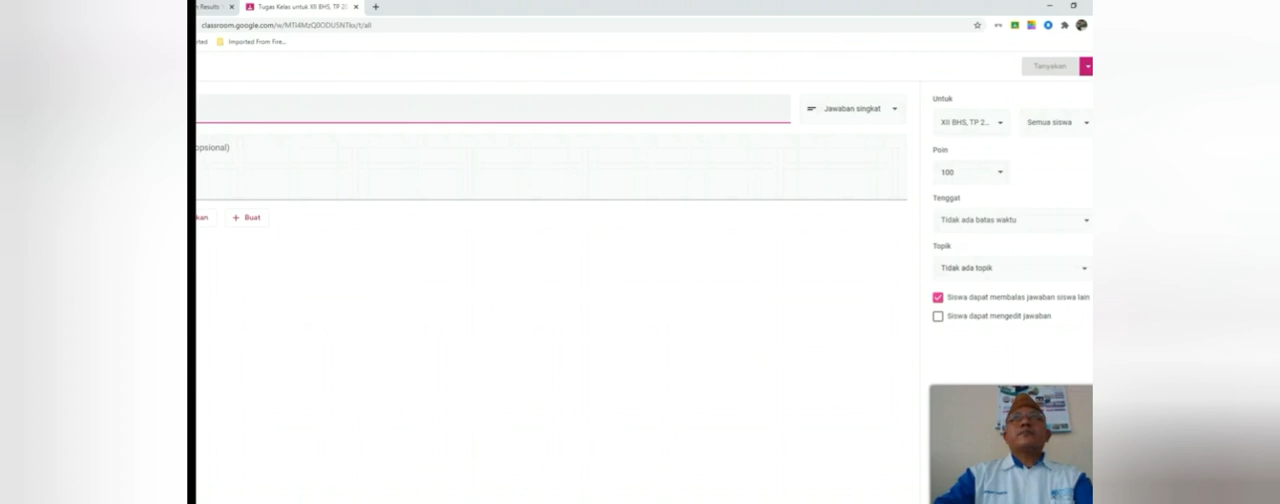 Results
Tugas Kelas untuk XII BHS, TP 2
classroom.google.com/w/
/t/all
Imported From Fire...
Tanyakan
Jawaban singkat
opsional)
kan
+ Buat
Untuk
XII BHS, TP 2...
Semua siswa
Poin
100
Tenggat
Tidak ada batas waktu
Topik
Tidak ada topik
Siswa dapat membalas jawaban siswa lain
Siswa dapat mengedit jawaban